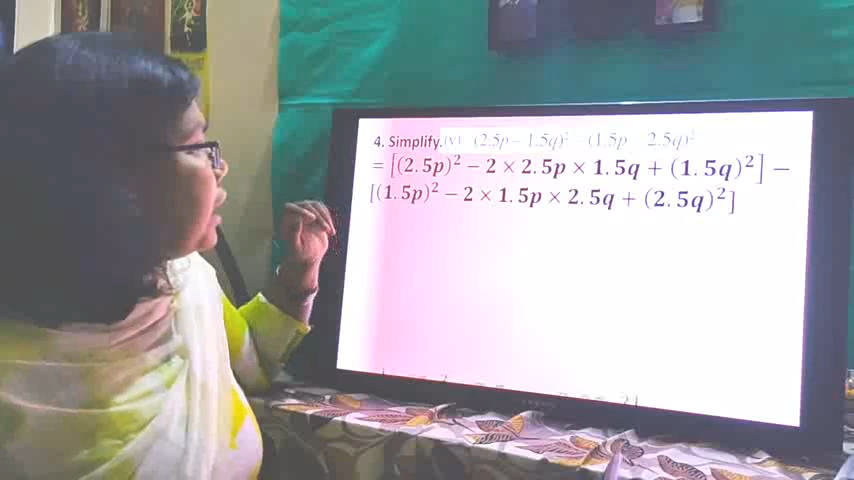 4. Simplify.(v) (2.5p – 1.5q)² – (1.5p – 2.5q)²
= [(2.5p)² − 2 × 2.5p × 1.5q + (1.5q)²] −
[(1.5p)² − 2 × 1.5p × 2.5q + (2.5q)²]